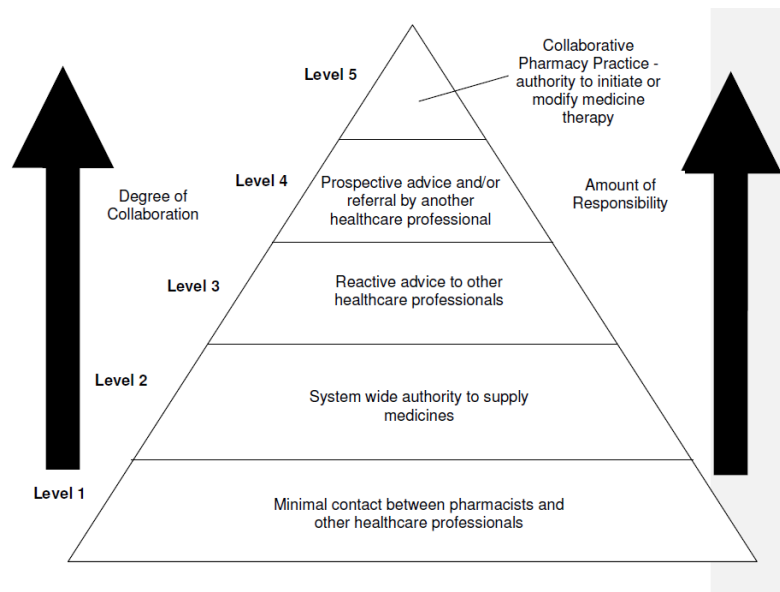 Level 5
Collaborative
Pharmacy Practice -
authority to initiate or
modify medicine
therapy
Level 4
Prospective advice and/or
referral by another
healthcare professional
Degree of
Collaboration
Amount of
Responsibility
Level 3
Reactive advice to other
healthcare professionals
Level 2
System wide authority to supply
medicines
Level 1
Minimal contact between pharmacists and
other healthcare professionals